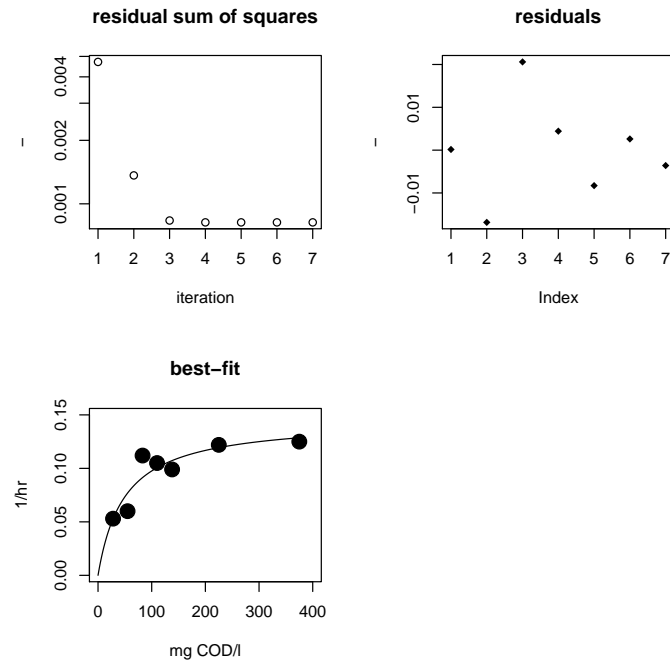 residual sum of squares
0.004
0.002
0.001
–
1 2 3 4 5 6 7
iteration
residuals
0.01
−0.01
–
1 2 3 4 5 6 7
Index
best−fit
0.15
0.10
0.05
0.00
1/hr
0 100 200 300 400
mg COD/l